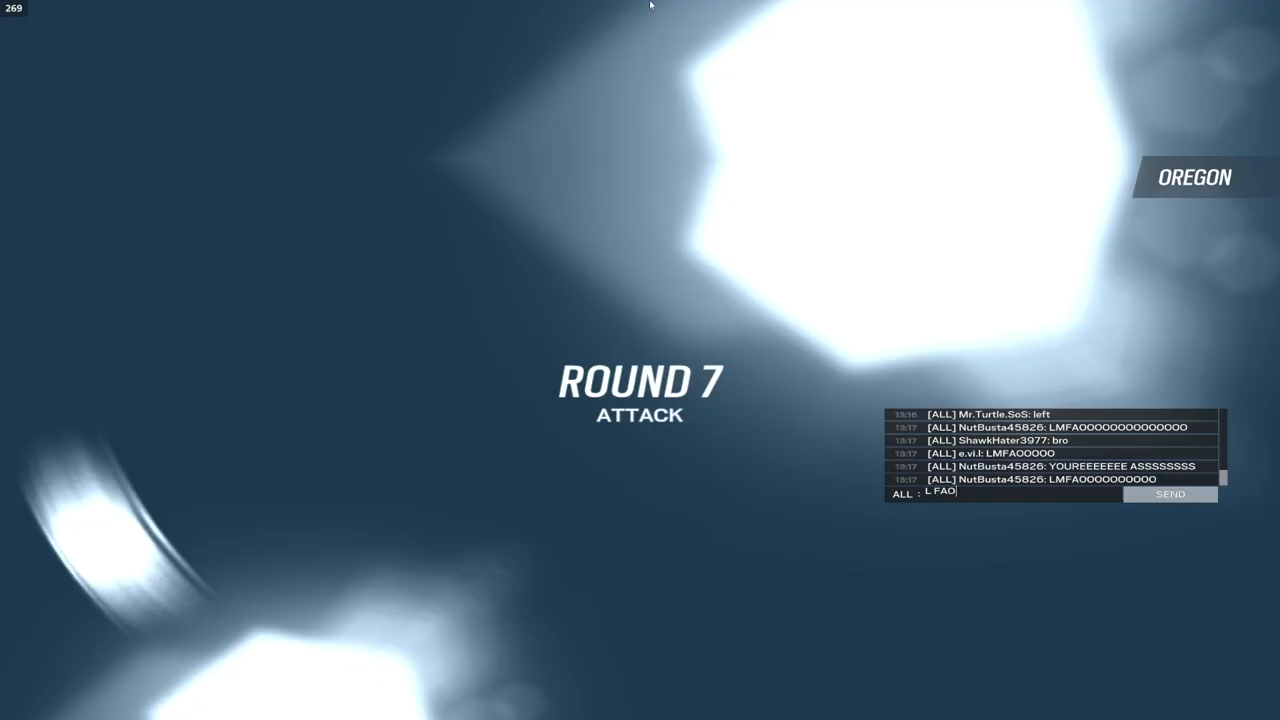 269
OREGON
ROUND 7
ATTACK
13:16 [ALL] Mr.Turtle.SoS: left
13:17 [ALL] NutBusta45826: LMFAOOOOOOOOOOOOOO
13:17 [ALL] ShawkHater3977: bro
13:17 [ALL] e.vi.l: LMFAOOOOO
13:17 [ALL] NutBusta45826: YOUREEEEEEE ASSSSSSSS
13:17 [ALL] NutBusta45826: LMFAOOOOOOOOOO
ALL : L FAO SEND